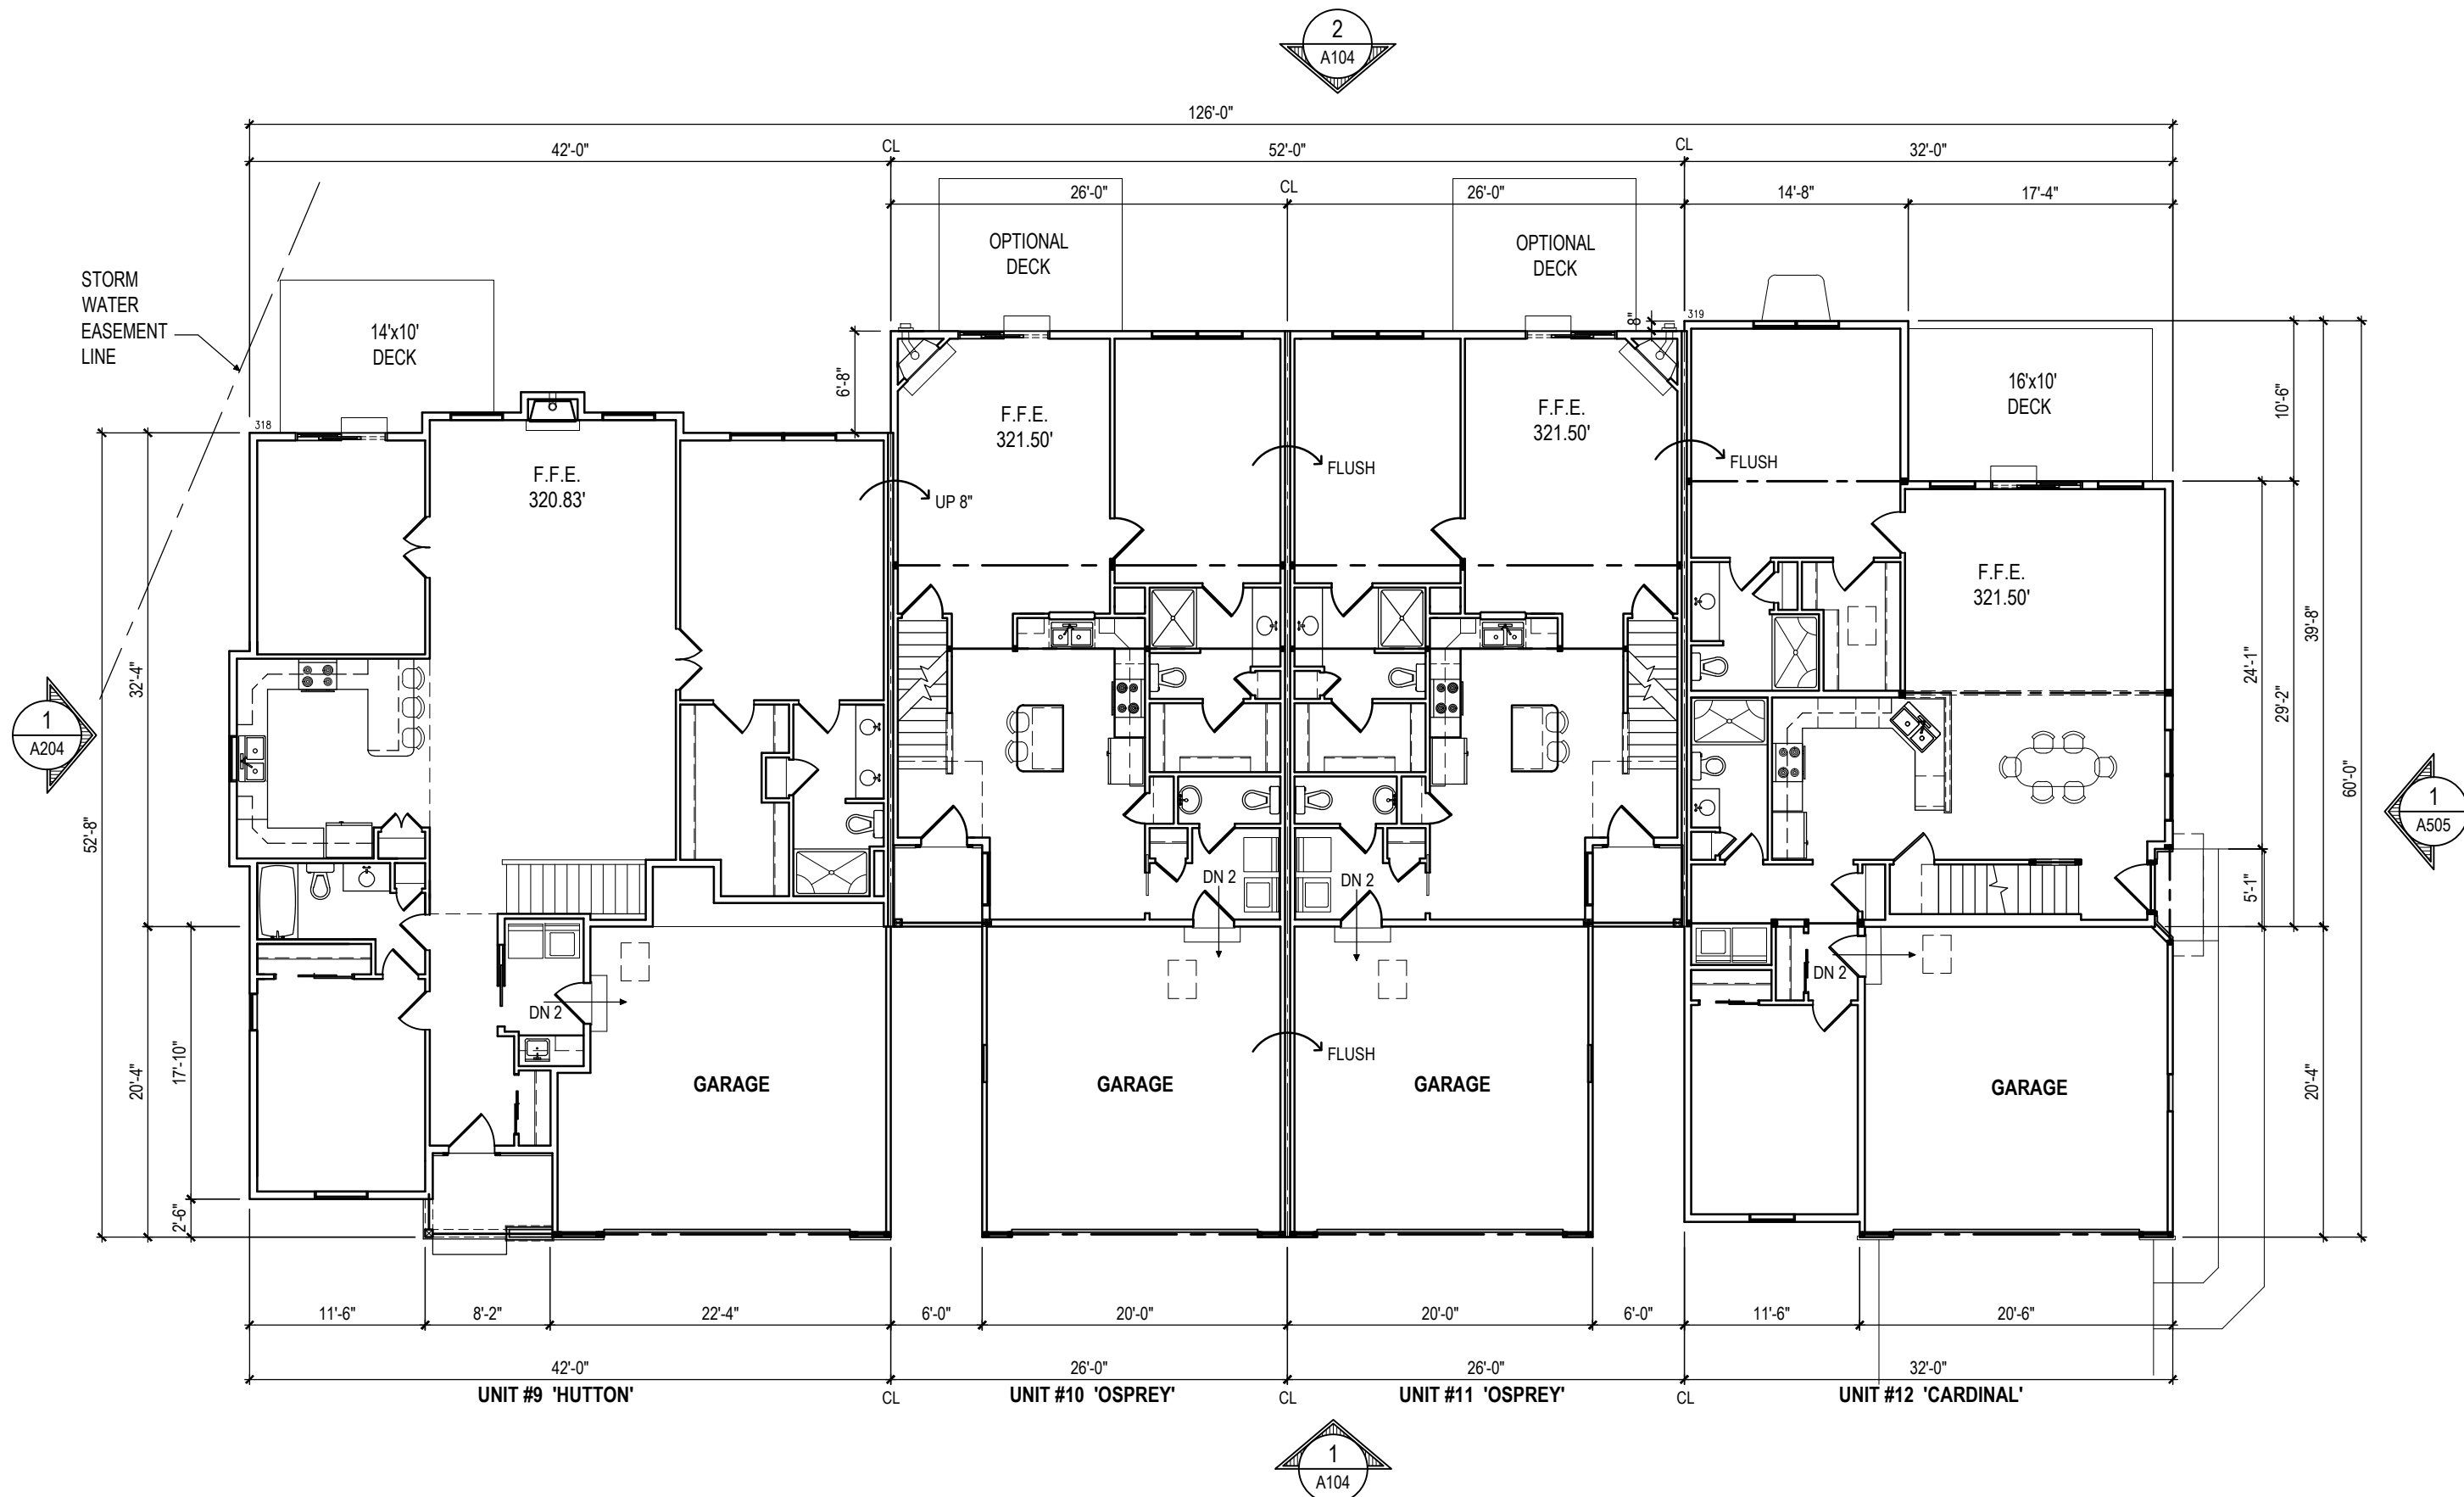 2
A104
126'-0"
42'-0"
CL
52'-0"
CL
32'-0"
26'-0"
CL
26'-0"
14'-8"
17'-4"
STORM
WATER
EASEMENT
LINE
14'x10'
DECK
OPTIONAL
DECK
OPTIONAL
DECK
16'x10'
DECK
318
319
6'-8"
8"
10'-6"
F.F.E.
320.83'
F.F.E.
321.50'
F.F.E.
321.50'
F.F.E.
321.50'
UP 8"
FLUSH
FLUSH
32'-4"
52'-8"
39'-8"
24'-1"
29'-2"
60'-0"
5'-1"
1
A204
1
A505
DN 2
DN 2
DN 2
DN 2
FLUSH
GARAGE
GARAGE
GARAGE
GARAGE
20'-4"
17'-10"
2'-6"
20'-4"
11'-6"
8'-2"
22'-4"
6'-0"
20'-0"
20'-0"
6'-0"
11'-6"
20'-6"
42'-0"
26'-0"
26'-0"
32'-0"
UNIT #9 'HUTTON'
CL
UNIT #10 'OSPREY'
CL
UNIT #11 'OSPREY'
CL
UNIT #12 'CARDINAL'
1
A104